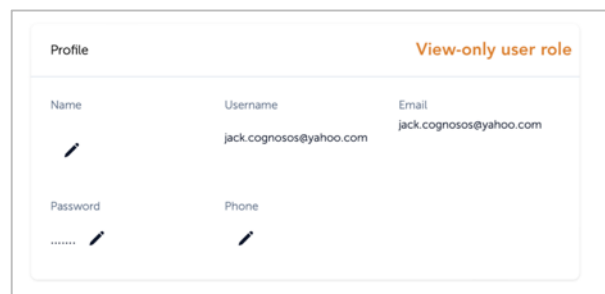 Profile
View-only user role
Name
Username
Email
jack.cognosos@yahoo.com
jack.cognosos@yahoo.com
Password
Phone
.......